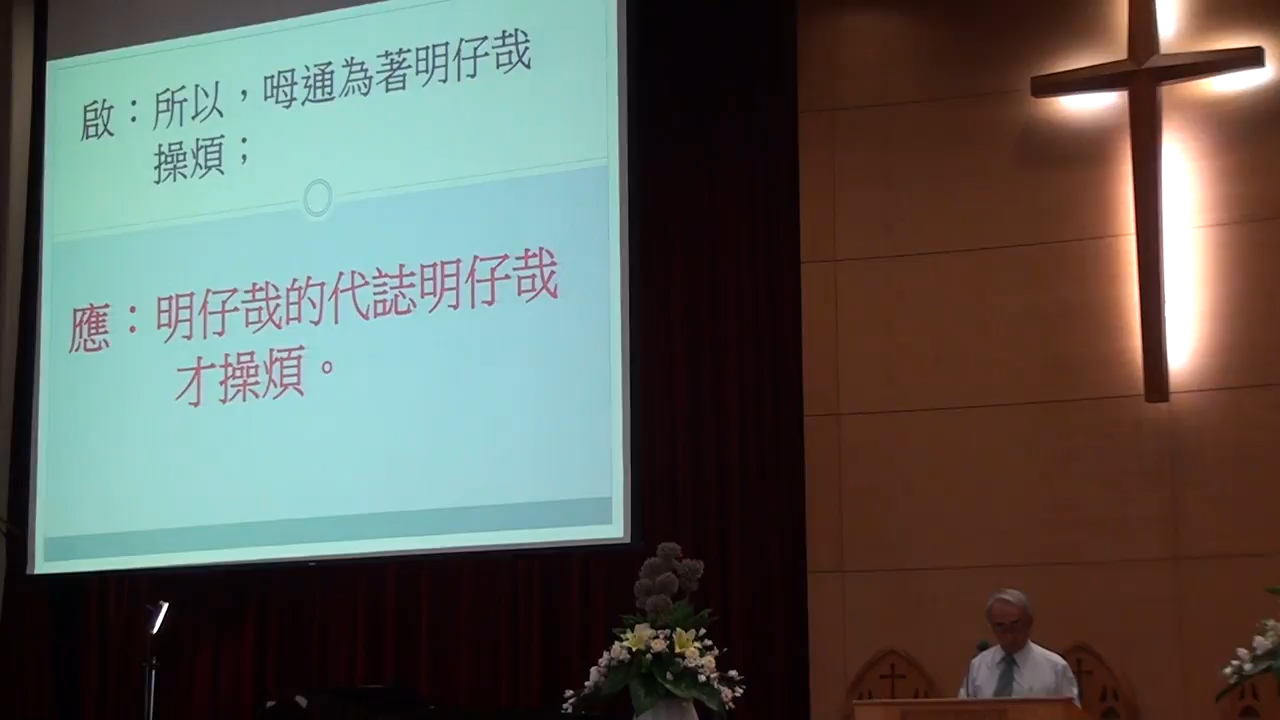 啟：所以，呣通為著明仔哉
操煩；
應：明仔哉的代誌明仔哉
才操煩。